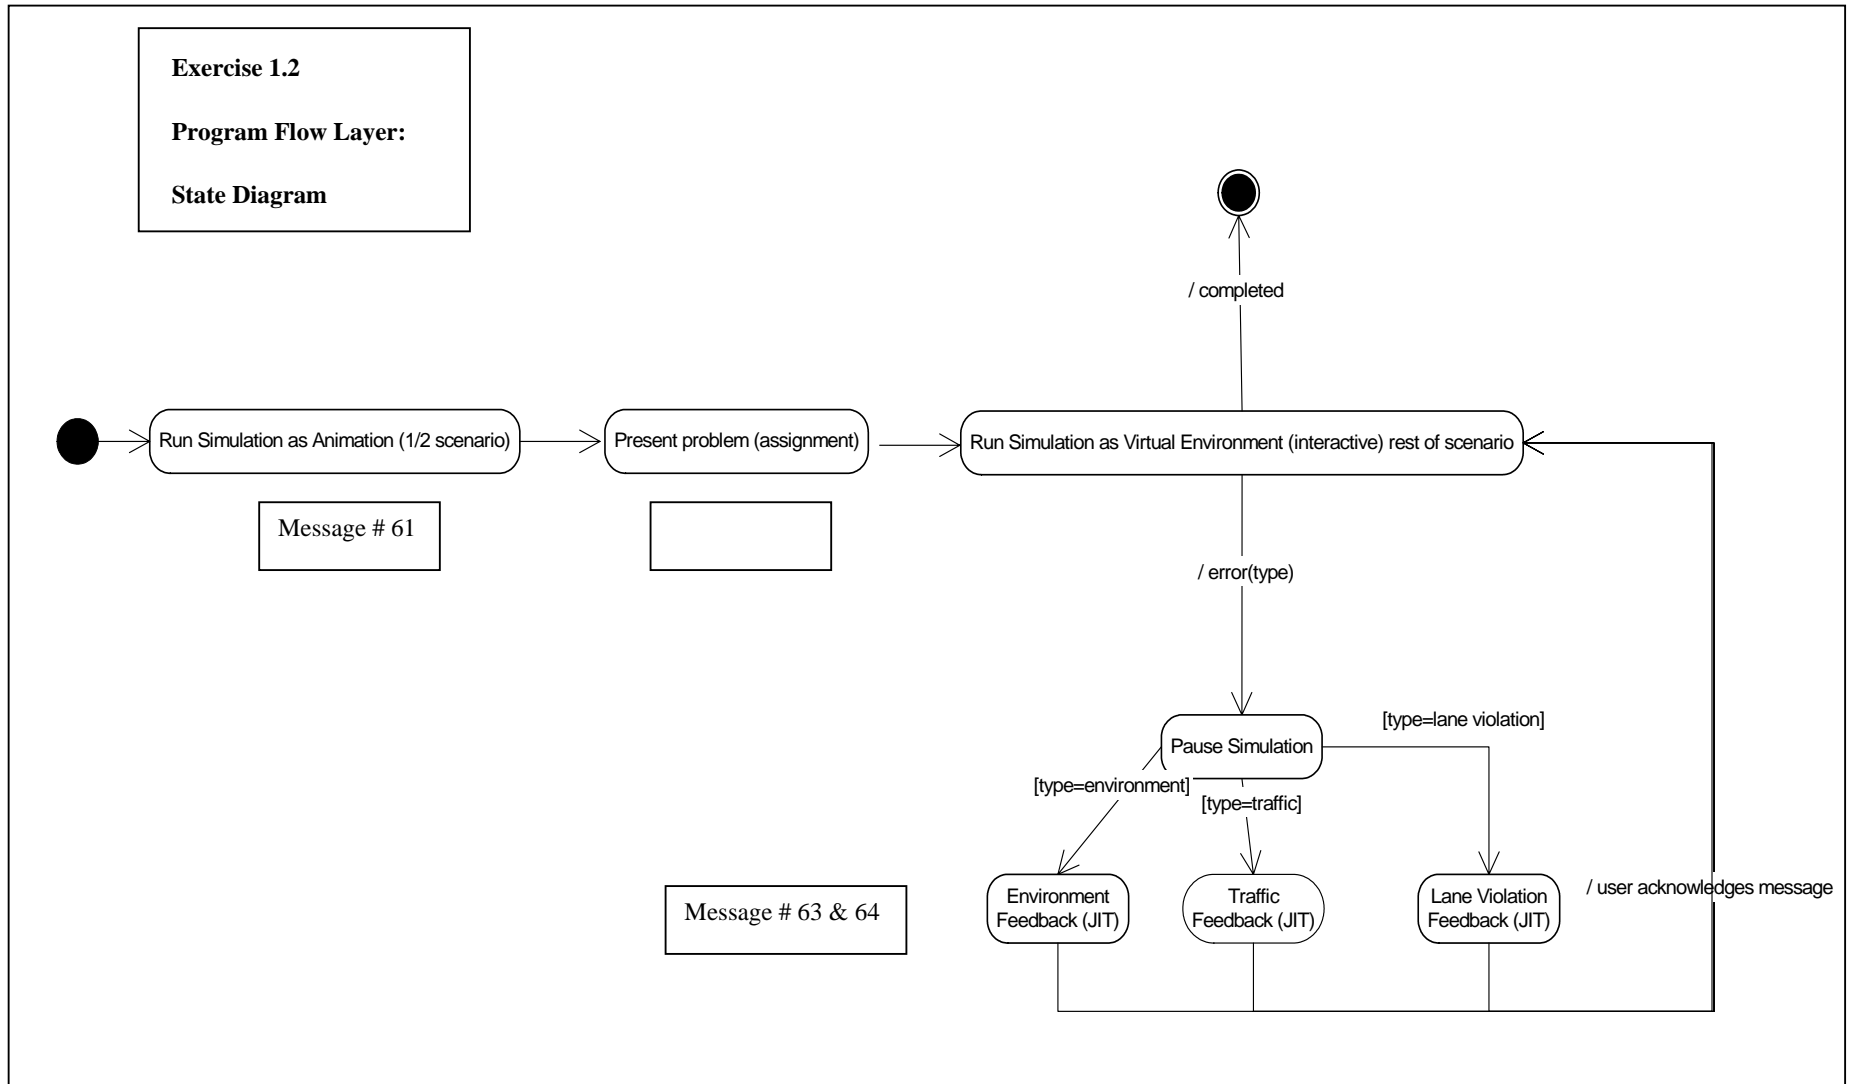 Exercise 1.2
Program Flow Layer:
State Diagram
/ completed
Run Simulation as Animation (1/2 scenario)
Present problem (assignment)
Run Simulation as Virtual Environment (interactive) rest of scenario
Message # 61
/ error(type)
[type=lane violation]
Pause Simulation
[type=environment]
[type=traffic]
Message # 63 & 64
Environment
Feedback (JIT)
Traffic
Feedback (JIT)
Lane Violation
Feedback (JIT)
/ user acknowledges message